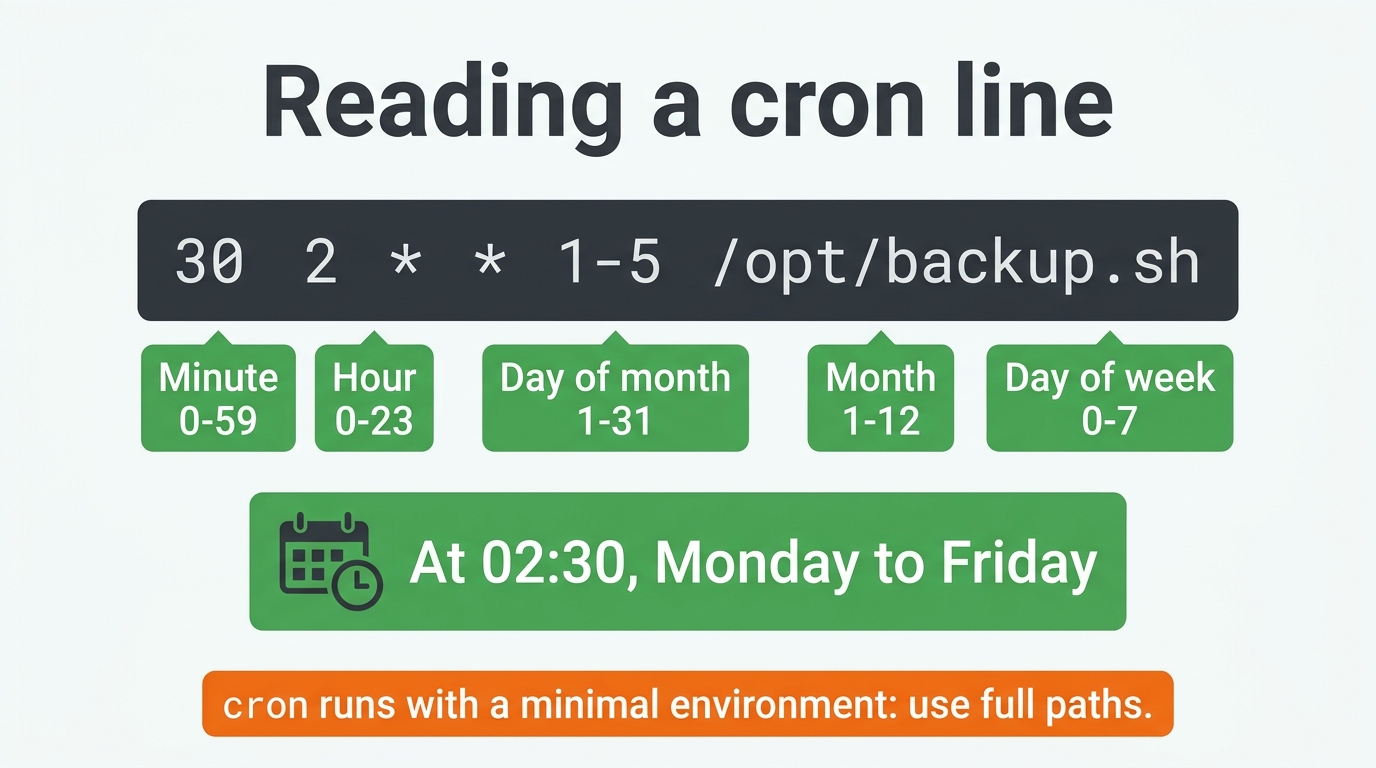 Reading a cron line
30 2 * * 1-5 /opt/backup.sh
Minute
0-59
Hour
0-23
Day of month
1-31
Month
1-12
Day of week
0-7
At 02:30, Monday to Friday
cron runs with a minimal environment: use full paths.